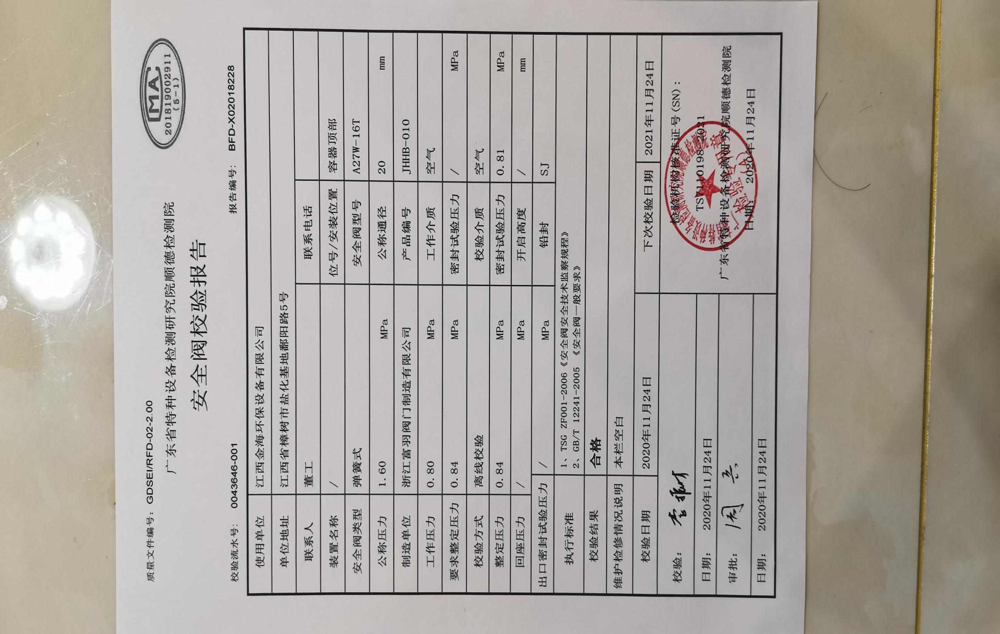 MA
201819002911
(5-1)
质量文件编号: GDSEI/RFD-02-2.00
广东省特种设备检测研究院顺德检测院
安全阀校验报告
校验流水号: 0043646-001 报告编号: BFD-X02018228
使用单位 江西金海环保设备有限公司
单位地址 江西省樟树市盐化基地鄱阳路5号
联系人 董工 联系电话
装置名称 / 位号/安装位置 容器顶部
安全阀类型 弹簧式 安全阀型号 A27W-16T
公称压力 1.60 MPa 公称通径 20 mm
制造单位 浙江富羽阀门制造有限公司 产品编号 JHHB-010
工作压力 0.80 MPa 工作介质 空气
要求整定压力 0.84 MPa 密封试验压力 / MPa
校验方式 离线校验 校验介质 空气
整定压力 0.84 MPa 密封试验压力 0.81 MPa
回座压力 / MPa 开启高度 / mm
出口密封试验压力 / MPa 铅封 SJ
执行标准 1、TSG ZF001-2006《安全阀安全技术监察规程》
2、GB/T 12241-2005 《安全阀一般要求》
校验结果 合格
维护检修情况说明 本栏空白
校验日期 2020年11月24日 下次校验日期 2021年11月24日
校验:
日期: 2020年11月24日
审批: 周
日期: 2020年11月24日
检验机构核准证号(SN):
TS7110198-2021
广东省特种设备检测研究院顺德检测院
日期: 2020年11月24日